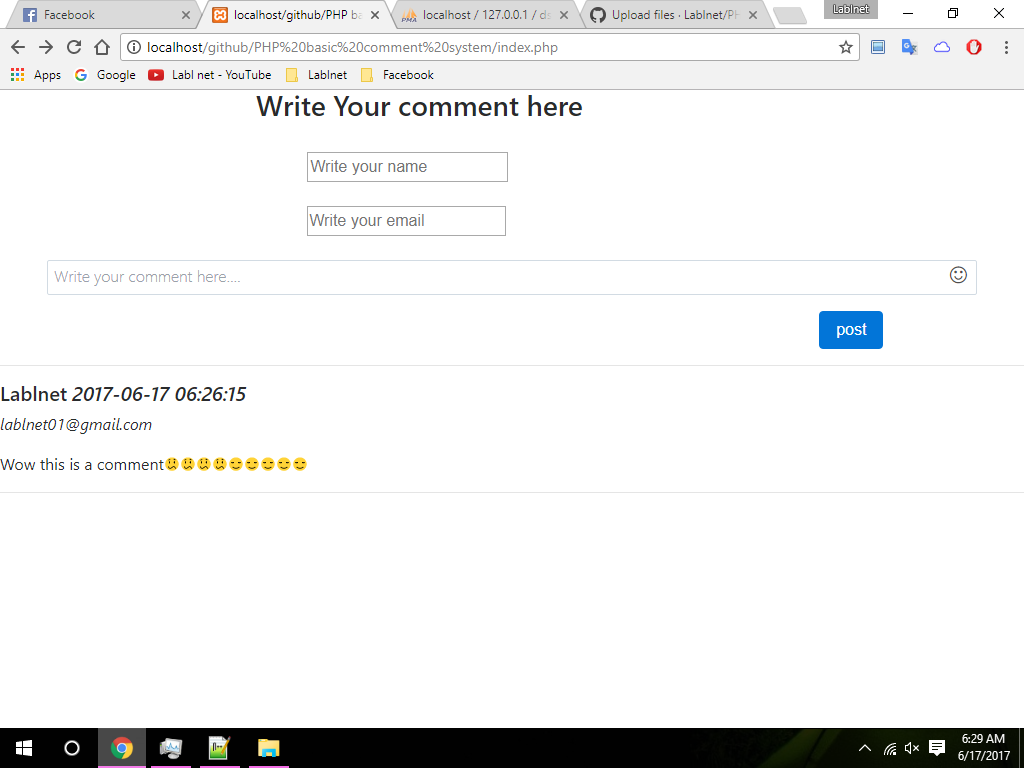 Lablnet
Facebook
localhost/github/PHP ba
localhost / 127.0.0.1 / ds
Upload files · Lablnet/PH
localhost/github/PHP%20basic%20comment%20system/index.php
Apps Google Labl net - YouTube Lablnet Facebook
Write Your comment here
Write your name
Write your email
Write your comment here....
post
Lablnet 2017-06-17 06:26:15
lablnet01@gmail.com
Wow this is a comment😟😟😟😟😏😏😏😏😏
6:29 AM
6/17/2017